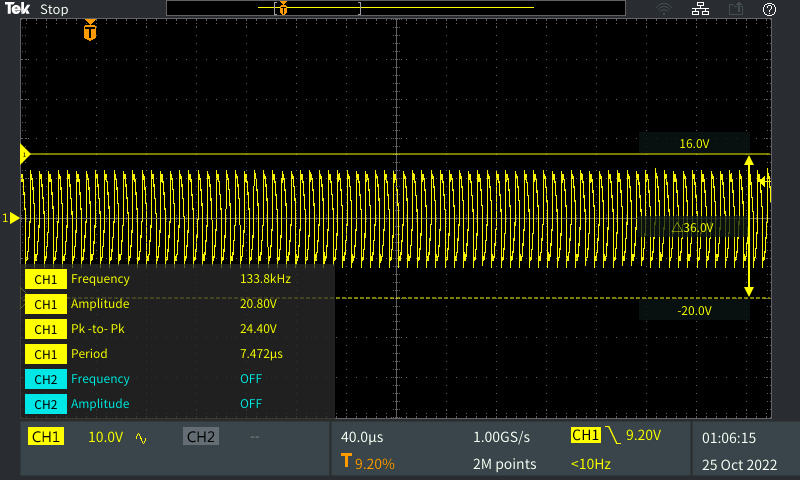 Tek Stop
T
T
?
16.0V
1
1
△36.0V
-20.0V
CH1 Frequency 133.8kHz
CH1 Amplitude 20.80V
CH1 Pk -to- Pk 24.40V
CH1 Period 7.472µs
CH2 Frequency OFF
CH2 Amplitude OFF
CH1 10.0V CH2 -- 40.0µs 1.00GS/s CH1 9.20V 01:06:15
T 9.20% 2M points <10Hz 25 Oct 2022